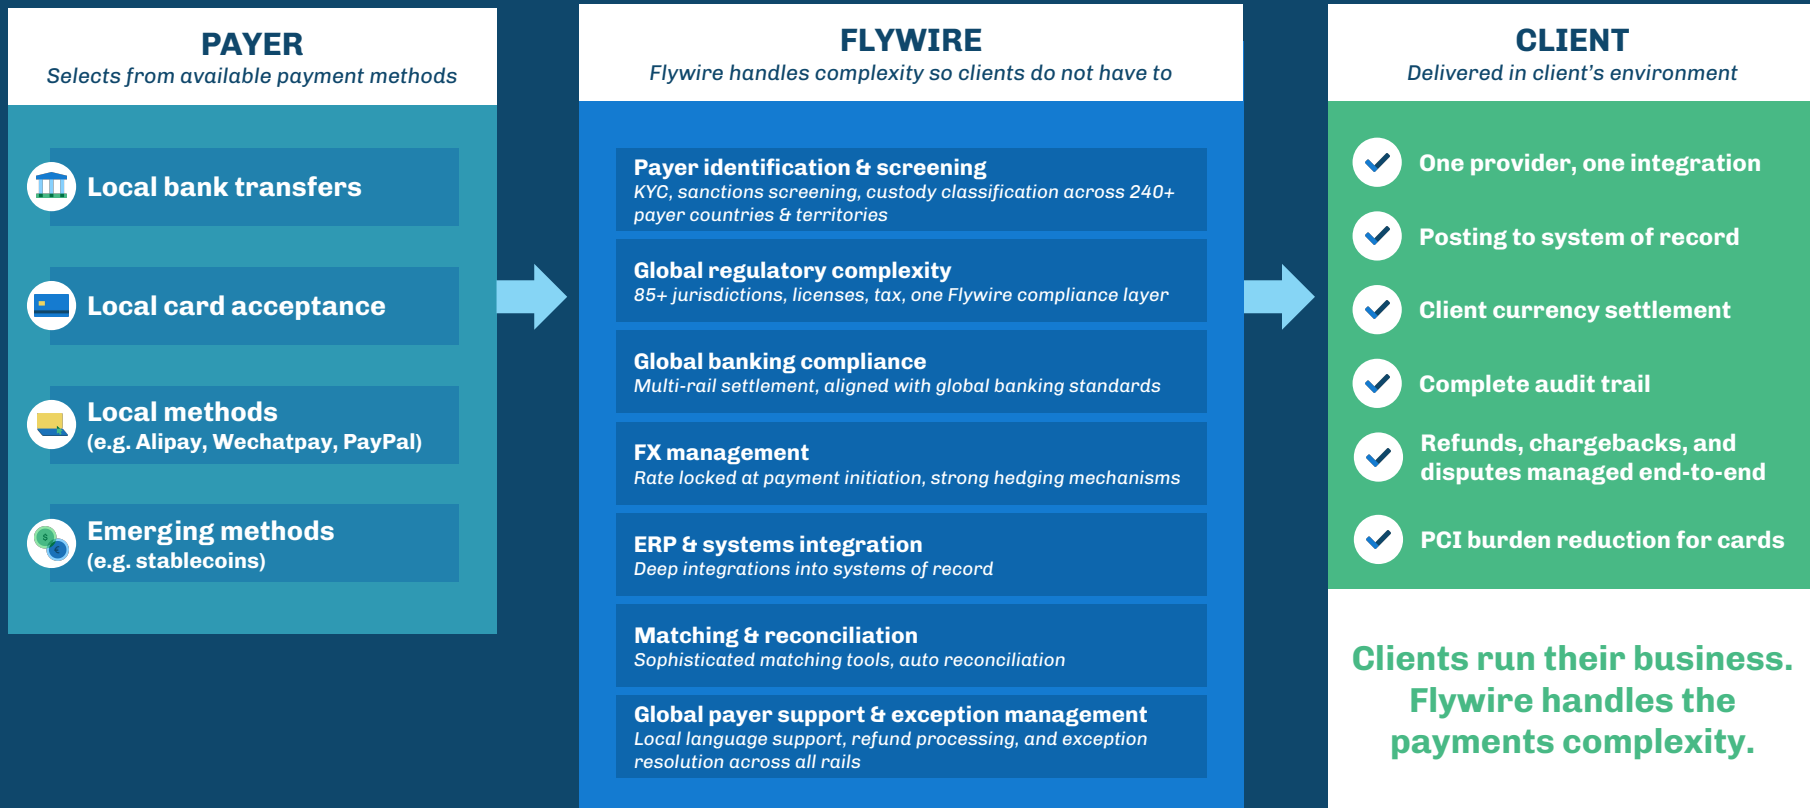 PAYER
Selects from available payment methods
Local bank transfers
Local card acceptance
Local methods
(e.g. Alipay, Wechatpay, PayPal)
Emerging methods
(e.g. stablecoins)
FLYWIRE
Flywire handles complexity so clients do not have to
Payer identification & screening
KYC, sanctions screening, custody classification across 240+
payer countries & territories
Global regulatory complexity
85+ jurisdictions, licenses, tax, one Flywire compliance layer
Global banking compliance
Multi-rail settlement, aligned with global banking standards
FX management
Rate locked at payment initiation, strong hedging mechanisms
ERP & systems integration
Deep integrations into systems of record
Matching & reconciliation
Sophisticated matching tools, auto reconciliation
Global payer support & exception management
Local language support, refund processing, and exception
resolution across all rails
CLIENT
Delivered in client’s environment
One provider, one integration
Posting to system of record
Client currency settlement
Complete audit trail
Refunds, chargebacks, and
disputes managed end-to-end
PCI burden reduction for cards
Clients run their business.
Flywire handles the
payments complexity.